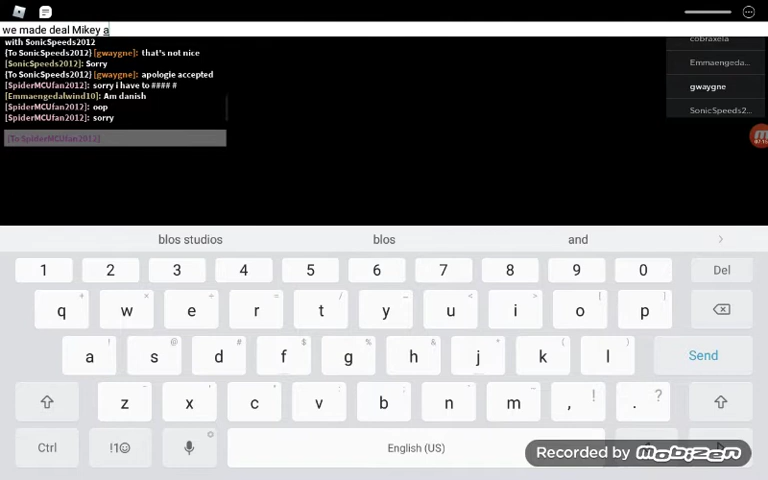 we made deal Mikey a
with SonicSpeeds2012
{To SonicSpeeds2012} [gwaygne]: that's not nice
[SonicSpeeds2012]: Sorry
{To SonicSpeeds2012} [gwaygne]: apologie accepted
[SpiderMCUfan2012]: sorry i have to #### #
[Emmaengedalwind10]: Am danish
[SpiderMCUfan2012]: oop
[SpiderMCUfan2012]: sorry
[To SpiderMCUfan2012]
cobraxela
Emmaengeda...
gwaygne
SonicSpeeds2...
blos studios blos and >
1 2 3 4 5 6 7 8 9 0 Del
q w e r t y u i o p
a s d f g h j k l Send
z x c v b n m , ! . ?
Ctrl !1☺ English (US)
Recorded by mobizen